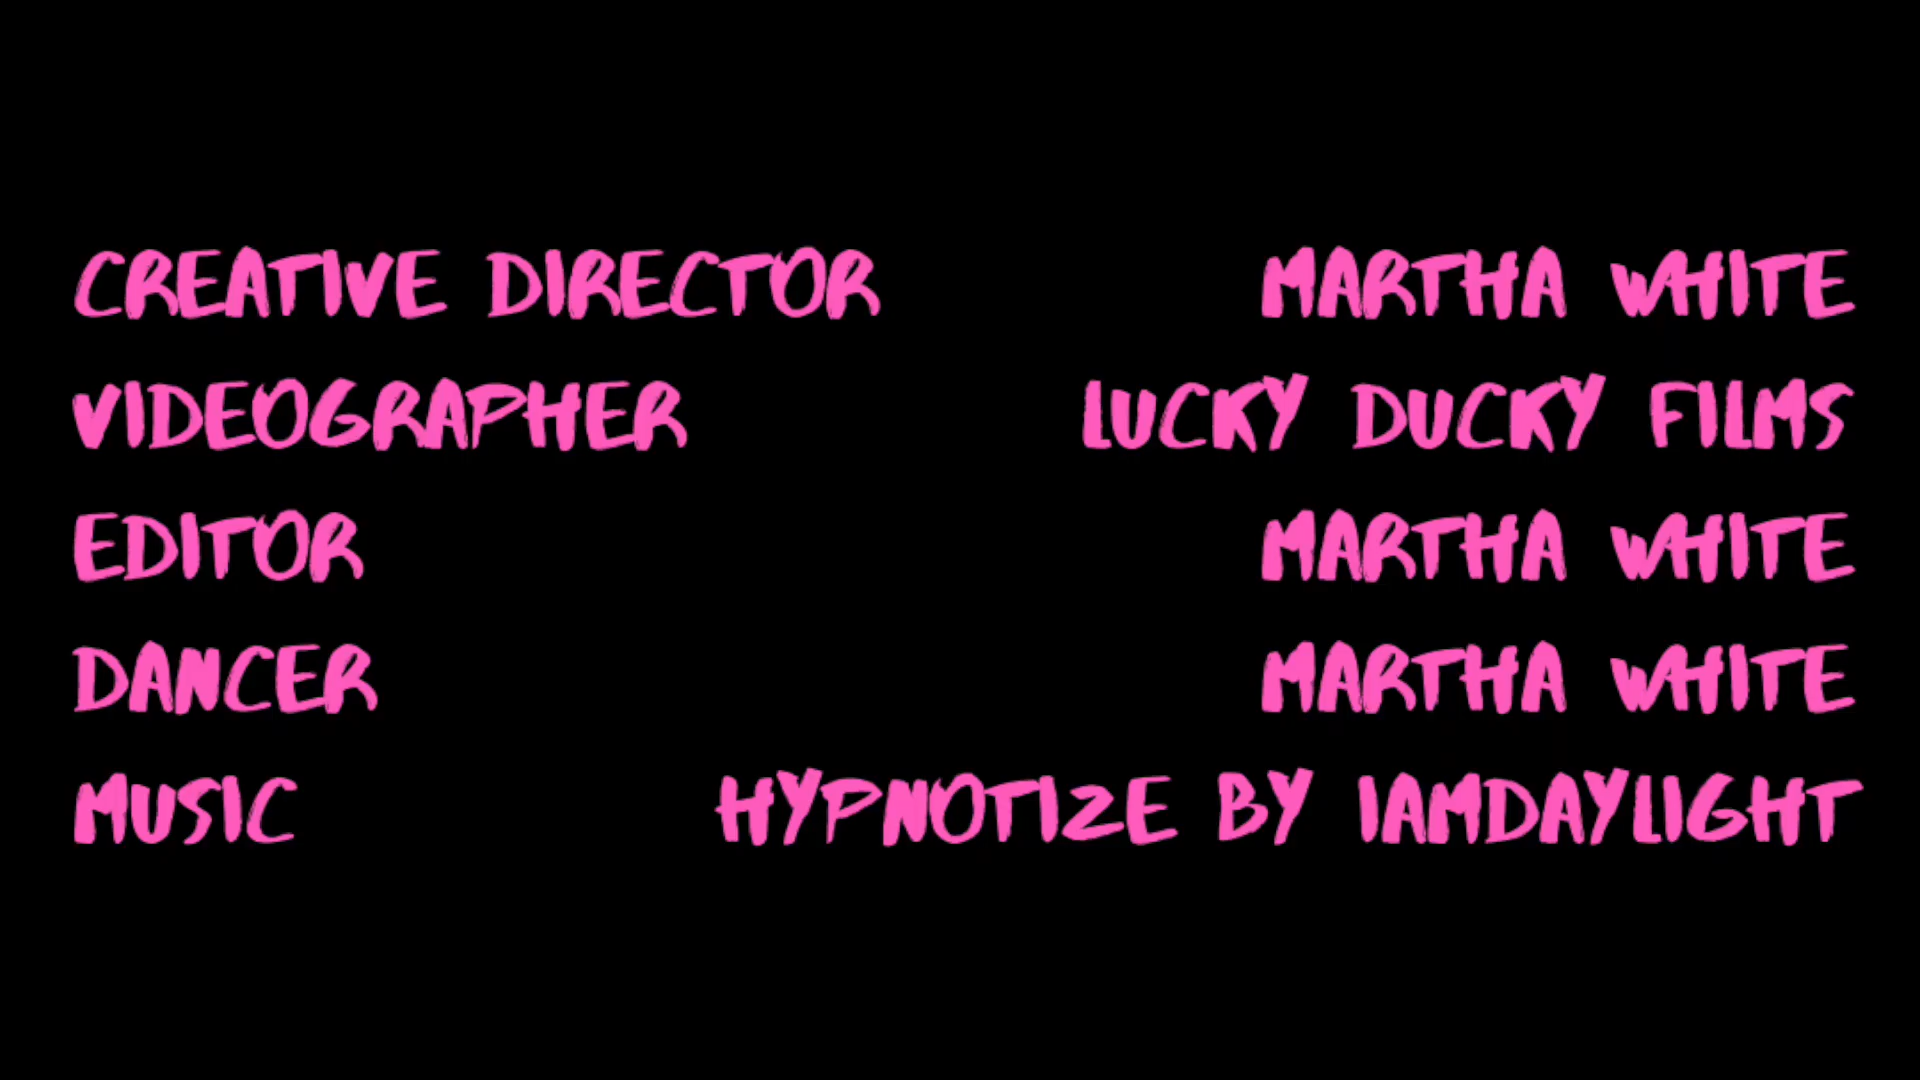 CREATIVE DIRECTOR MARTHA WHITE
VIDEOGRAPHER LUCKY DUCKY FILMS
EDITOR MARTHA WHITE
DANCER MARTHA WHITE
MUSIC HYPNOTIZE BY IAMDAYLIGHT